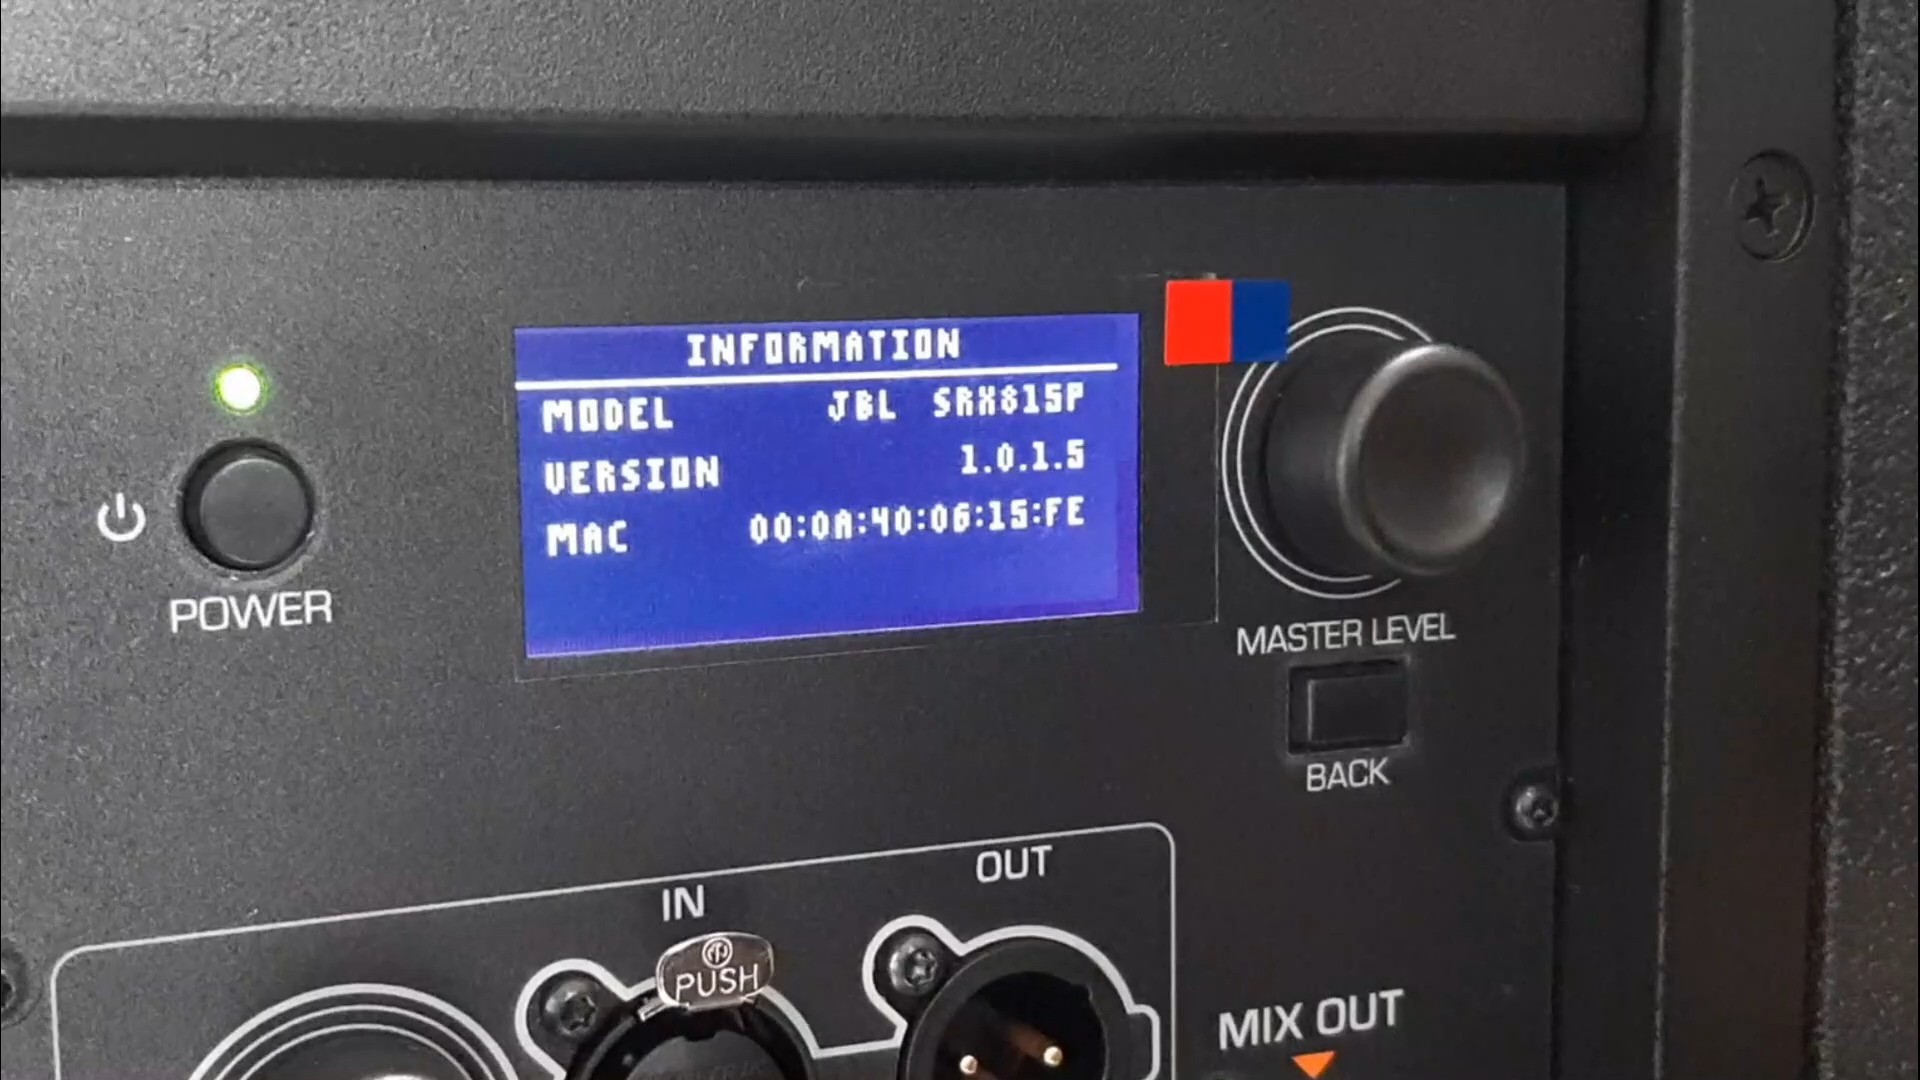 INFORMATION
MODEL JBL SRX815P
VERSION 1.0.1.5
MAC 00:0A:40:06:15:FE
POWER
MASTER LEVEL
BACK
IN
OUT
PUSH
MIX OUT